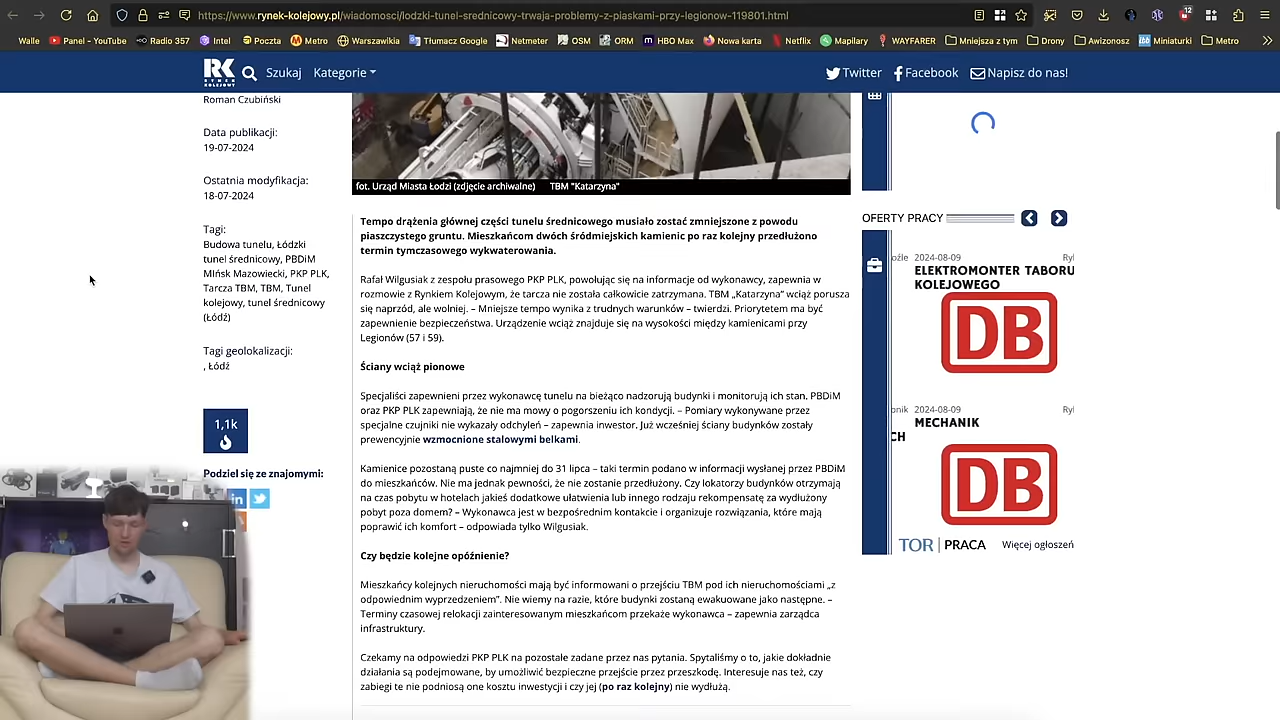 https://www.rynek-kolejowy.pl/wiadomosci/lodzki-tunel-srednicowy-trwaja-problemy-z-piaskami-przy-legionow-119801.html
12
Walle Panel - YouTube Radio 357 Intel Poczta Metro Warszawikia Tłumacz Google Netmeter OSM ORM HBO Max Nowa karta Netflix Mapilary WAYFARER Mniejsza z tym Drony Awizonosz Miniaturki Metro
RK
RYNEK
KOLEJOWY
Szukaj Kategorie Twitter Facebook Napisz do nas!
Roman Czubiński
Data publikacji:
19-07-2024
Ostatnia modyfikacja:
18-07-2024
Tagi:
Budowa tunelu, Łódzki
tunel średnicowy, PBDiM
MIńsk Mazowiecki, PKP PLK,
Tarcza TBM, TBM, Tunel
kolejowy, tunel średnicowy
(Łódź)
Tagi geolokalizacji:
, Łódź
1,1k
Podziel się ze znajomymi:
in
fot. Urząd Miasta Łodzi (zdjęcie archiwalne) TBM "Katarzyna"
Tempo drążenia głównej części tunelu średnicowego musiało zostać zmniejszone z powodu
piaszczystego gruntu. Mieszkańcom dwóch śródmiejskich kamienic po raz kolejny przedłużono
termin tymczasowego wykwaterowania.
Rafał Wilgusiak z zespołu prasowego PKP PLK, powołując się na informacje od wykonawcy, zapewnia w
rozmowie z Rynkiem Kolejowym, że tarcza nie została całkowicie zatrzymana. TBM „Katarzyna” wciąż porusza
się naprzód, ale wolniej. – Mniejsze tempo wynika z trudnych warunków – twierdzi. Priorytetem ma być
zapewnienie bezpieczeństwa. Urządzenie wciąż znajduje się na wysokości między kamienicami przy
Legionów (57 i 59).
Ściany wciąż pionowe
Specjaliści zapewnieni przez wykonawcę tunelu na bieżąco nadzorują budynki i monitorują ich stan. PBDiM
oraz PKP PLK zapewniają, że nie ma mowy o pogorszeniu ich kondycji. – Pomiary wykonywane przez
specjalne czujniki nie wykazały odchyleń – zapewnia inwestor. Już wcześniej ściany budynków zostały
prewencyjnie wzmocnione stalowymi belkami.
Kamienice pozostaną puste co najmniej do 31 lipca – taki termin podano w informacji wysłanej przez PBDiM
do mieszkańców. Nie ma jednak pewności, że nie zostanie przedłużony. Czy lokatorzy budynków otrzymają
na czas pobytu w hotelach jakieś dodatkowe ułatwienia lub innego rodzaju rekompensatę za wydłużony
pobyt poza domem? – Wykonawca jest w bezpośrednim kontakcie i organizuje rozwiązania, które mają
poprawić ich komfort – odpowiada tylko Wilgusiak.
Czy będzie kolejne opóźnienie?
Mieszkańcy kolejnych nieruchomości mają być informowani o przejściu TBM pod ich nieruchomościami „z
odpowiednim wyprzedzeniem”. Nie wiemy na razie, które budynki zostaną ewakuowane jako następne. –
Terminy czasowej relokacji zainteresowanym mieszkańcom przekaże wykonawca – zapewnia zarządca
infrastruktury.
Czekamy na odpowiedzi PKP PLK na pozostałe zadane przez nas pytania. Spytaliśmy o to, jakie dokładnie
działania są podejmowane, by umożliwić bezpieczne przejście przez przeszkodę. Interesuje nas też, czy
zabiegi te nie podniosą one kosztu inwestycji i czy jej (po raz kolejny) nie wydłużą.
OFERTY PRACY
oźle 2024-08-09 Ryl
ELEKTROMONTER TABORU
KOLEJOWEGO
DB
onik 2024-08-09 Ryl
CH MECHANIK
DB
TOR | PRACA Więcej ogłoszeń